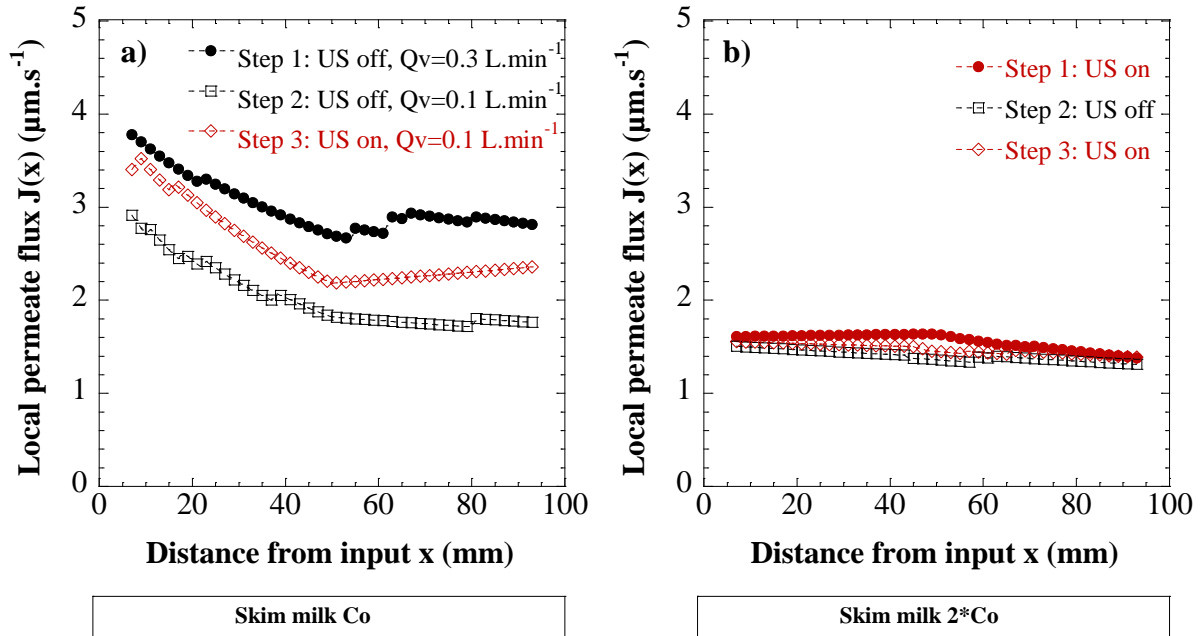 a)
Step 1: US off, Qv=0.3 L.min⁻¹
Step 2: US off, Qv=0.1 L.min⁻¹
Step 3: US on, Qv=0.1 L.min⁻¹
Local permeate flux J(x) (µm.s⁻¹)
5
4
3
2
1
0
0 20 40 60 80 100
Distance from input x (mm)
Skim milk Co
b)
Step 1: US on
Step 2: US off
Step 3: US on
Local permeate flux J(x) (µm.s⁻¹)
5
4
3
2
1
0
0 20 40 60 80 100
Distance from input x (mm)
Skim milk 2*Co